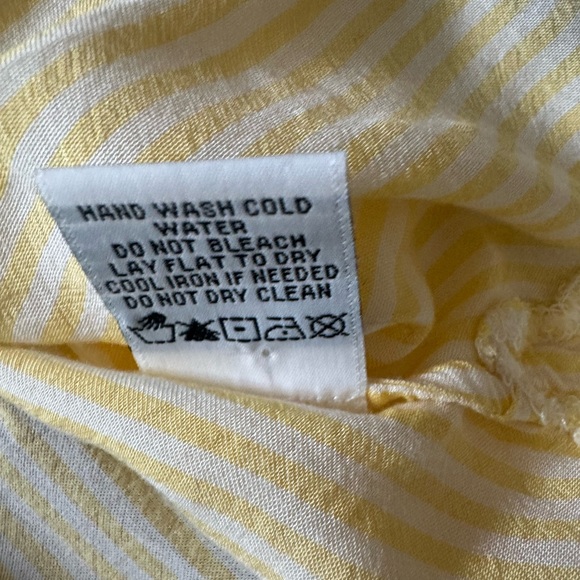 HAND WASH COLD
WATER
DO NOT BLEACH
LAY FLAT TO DRY
COOL IRON IF NEEDED
DO NOT DRY CLEAN